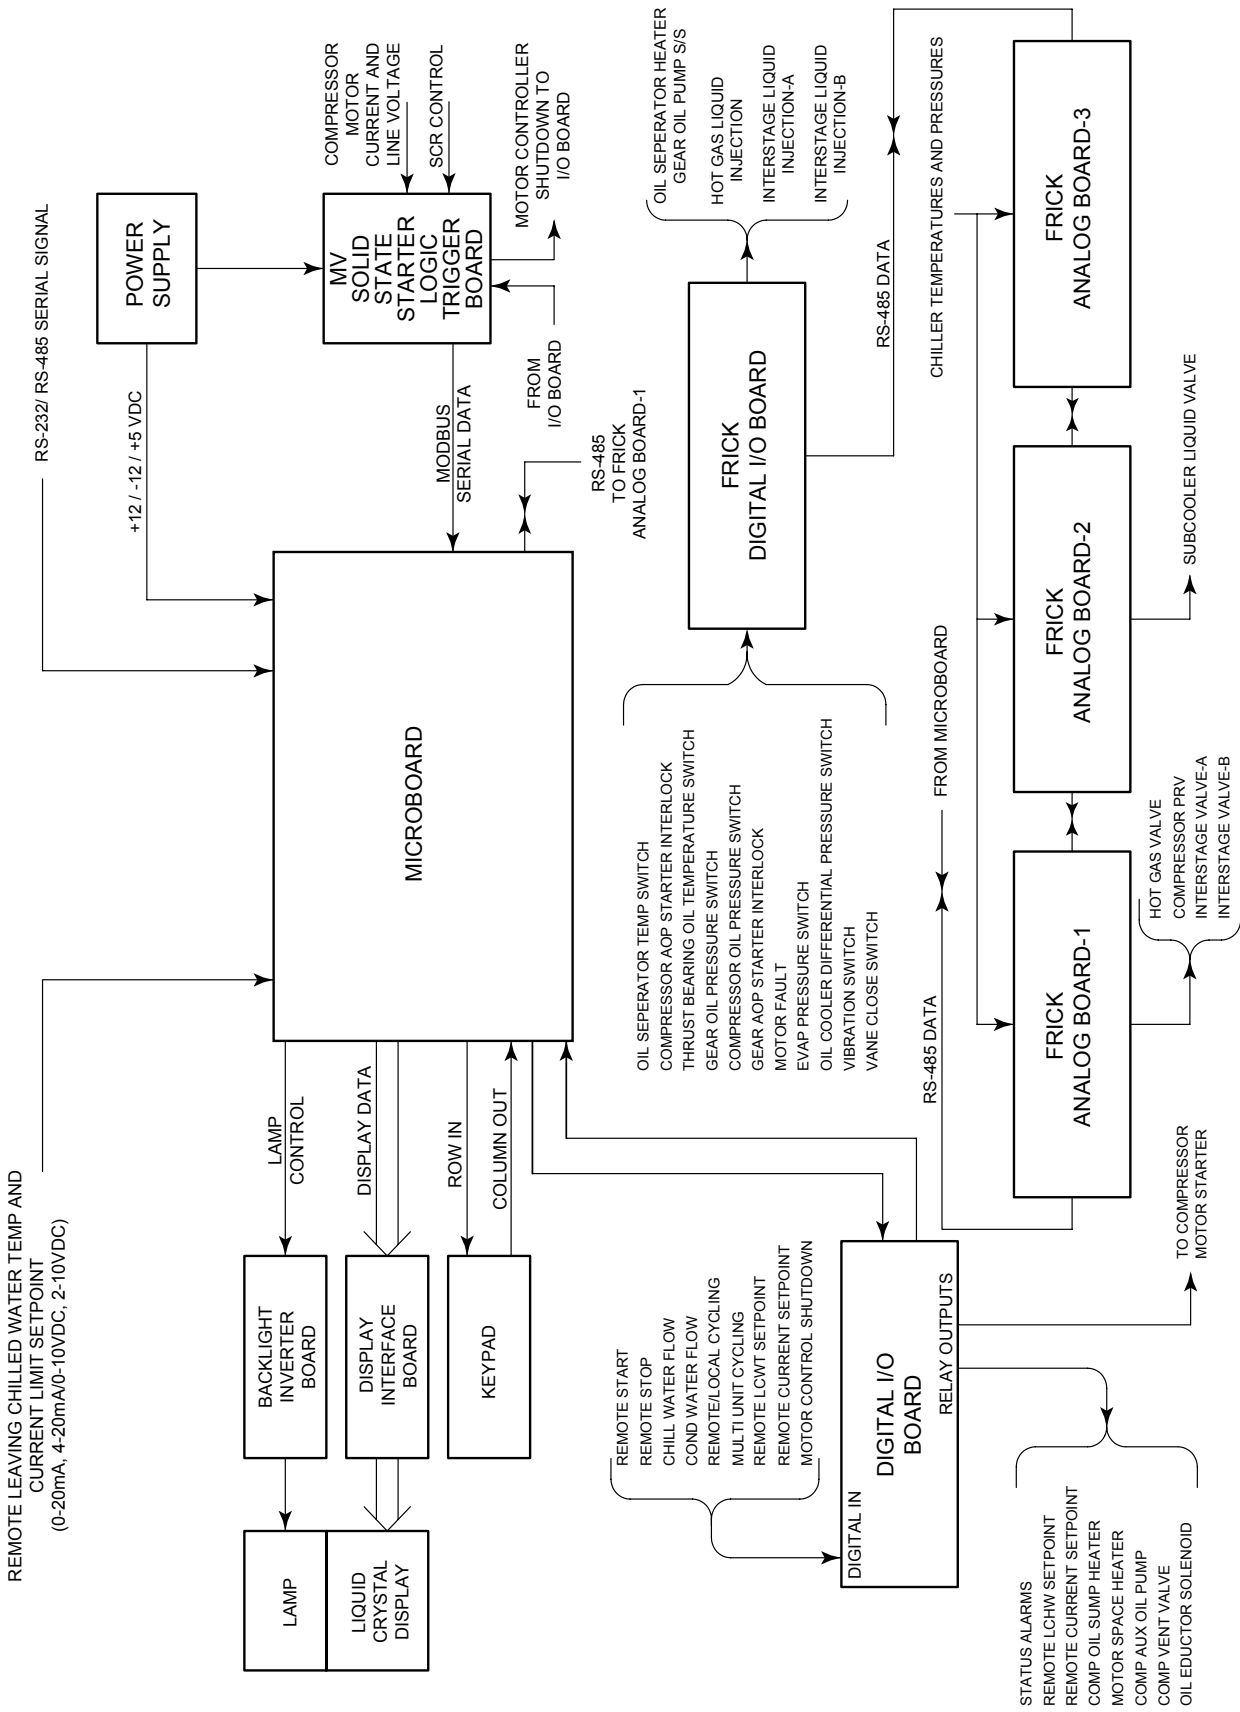 REMOTE LEAVING CHILLED WATER TEMP AND
CURRENT LIMIT SETPOINT
(0-20mA, 4-20mA/0-10VDC, 2-10VDC)
RS-232/ RS-485 SERIAL SIGNAL
+12 / -12 / +5 VDC
POWER
SUPPLY
COMPRESSOR
MOTOR
CURRENT AND
LINE VOLTAGE
SCR CONTROL
MV
SOLID
STATE
STARTER
LOGIC
TRIGGER
BOARD
MOTOR CONTROLLER
SHUTDOWN TO
I/O BOARD
FROM
I/O BOARD
MODBUS
SERIAL DATA
RS-485
TO FRICK
ANALOG BOARD-1
MICROBOARD
LAMP
CONTROL
DISPLAY DATA
ROW IN
COLUMN OUT
BACKLIGHT
INVERTER
BOARD
DISPLAY
INTERFACE
BOARD
KEYPAD
LAMP
LIQUID
CRYSTAL
DISPLAY
OIL SEPERATOR HEATER
GEAR OIL PUMP S/S
HOT GAS LIQUID
INJECTION
INTERSTAGE LIQUID
INJECTION-A
INTERSTAGE LIQUID
INJECTION-B
FRICK
DIGITAL I/O BOARD
RS-485 DATA
OIL SEPERATOR TEMP SWITCH
COMPRESSOR AOP STARTER INTERLOCK
THRUST BEARING OIL TEMPERATURE SWITCH
GEAR OIL PRESSURE SWITCH
COMPRESSOR OIL PRESSURE SWITCH
GEAR AOP STARTER INTERLOCK
MOTOR FAULT
EVAP PRESSURE SWITCH
OIL COOLER DIFFERENTIAL PRESSURE SWITCH
VIBRATION SWITCH
VANE CLOSE SWITCH
REMOTE START
REMOTE STOP
CHILL WATER FLOW
COND WATER FLOW
REMOTE/LOCAL CYCLING
MULTI UNIT CYCLING
REMOTE LCWT SETPOINT
REMOTE CURRENT SETPOINT
MOTOR CONTROL SHUTDOWN
DIGITAL IN
DIGITAL I/O
BOARD
RELAY OUTPUTS
TO COMPRESSOR
MOTOR STARTER
STATUS ALARMS
REMOTE LCHW SETPOINT
REMOTE CURRENT SETPOINT
COMP OIL SUMP HEATER
MOTOR SPACE HEATER
COMP AUX OIL PUMP
COMP VENT VALVE
OIL EDUCTOR SOLENOID
RS-485 DATA
FROM MICROBOARD
CHILLER TEMPERATURES AND PRESSURES
FRICK
ANALOG BOARD-1
FRICK
ANALOG BOARD-2
FRICK
ANALOG BOARD-3
HOT GAS VALVE
COMPRESSOR PRV
INTERSTAGE VALVE-A
INTERSTAGE VALVE-B
SUBCOOLER LIQUID VALVE